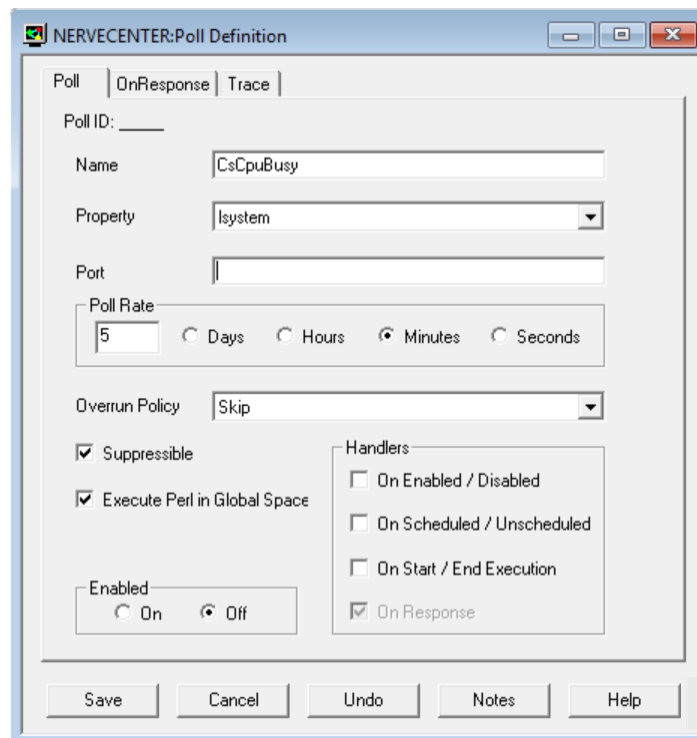 NERVECENTER:Poll Definition
Poll OnResponse Trace
Poll ID: _____
Name CsCpuBusy
Property lsystem
Port
Poll Rate
5 Days Hours Minutes Seconds
Overrun Policy Skip
Suppressible
Execute Perl in Global Space
Handlers
On Enabled / Disabled
On Scheduled / Unscheduled
On Start / End Execution
On Response
Enabled
On Off
Save Cancel Undo Notes Help